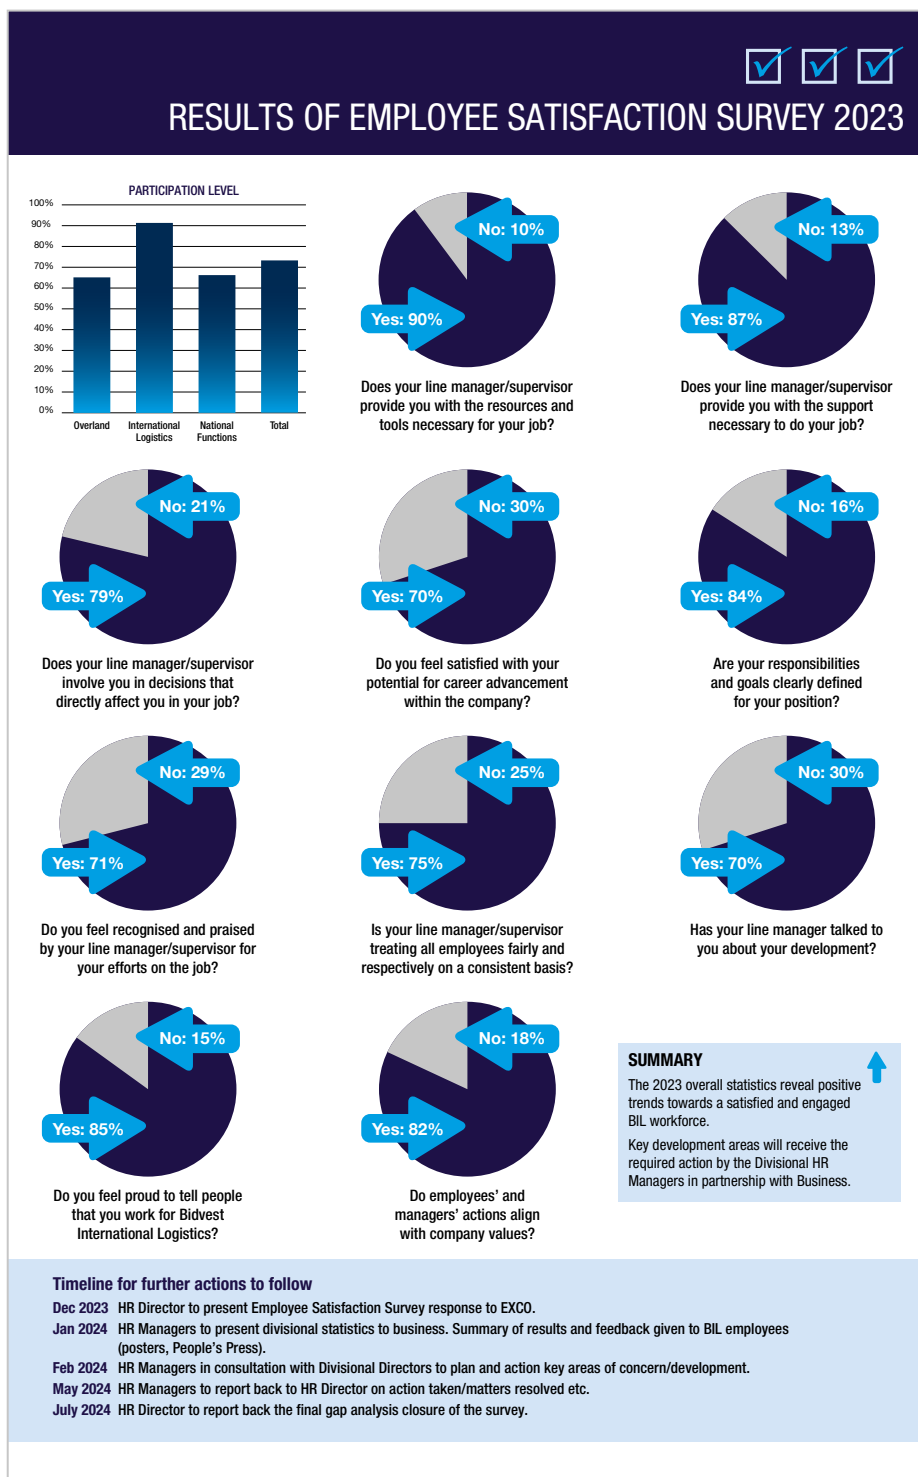 RESULTS OF EMPLOYEE SATISFACTION SURVEY 2023
PARTICIPATION LEVEL
100%
90%
80%
70%
60%
50%
40%
30%
20%
10%
0%
Overland
International
Logistics
National
Functions
Total
No: 10%
Yes: 90%
Does your line manager/supervisor
provide you with the resources and
tools necessary for your job?
No: 13%
Yes: 87%
Does your line manager/supervisor
provide you with the support
necessary to do your job?
No: 21%
Yes: 79%
Does your line manager/supervisor
involve you in decisions that
directly affect you in your job?
No: 30%
Yes: 70%
Do you feel satisfied with your
potential for career advancement
within the company?
No: 16%
Yes: 84%
Are your responsibilities
and goals clearly defined
for your position?
No: 29%
Yes: 71%
Do you feel recognised and praised
by your line manager/supervisor for
your efforts on the job?
No: 25%
Yes: 75%
Is your line manager/supervisor
treating all employees fairly and
respectively on a consistent basis?
No: 30%
Yes: 70%
Has your line manager talked to
you about your development?
No: 15%
Yes: 85%
Do you feel proud to tell people
that you work for Bidvest
International Logistics?
No: 18%
Yes: 82%
Do employees' and
managers' actions align
with company values?
SUMMARY
The 2023 overall statistics reveal positive
trends towards a satisfied and engaged
BIL workforce.
Key development areas will receive the
required action by the Divisional HR
Managers in partnership with Business.
Timeline for further actions to follow
Dec 2023 HR Director to present Employee Satisfaction Survey response to EXCO.
Jan 2024 HR Managers to present divisional statistics to business. Summary of results and feedback given to BIL employees
(posters, People's Press).
Feb 2024 HR Managers in consultation with Divisional Directors to plan and action key areas of concern/development.
May 2024 HR Managers to report back to HR Director on action taken/matters resolved etc.
July 2024 HR Director to report back the final gap analysis closure of the survey.